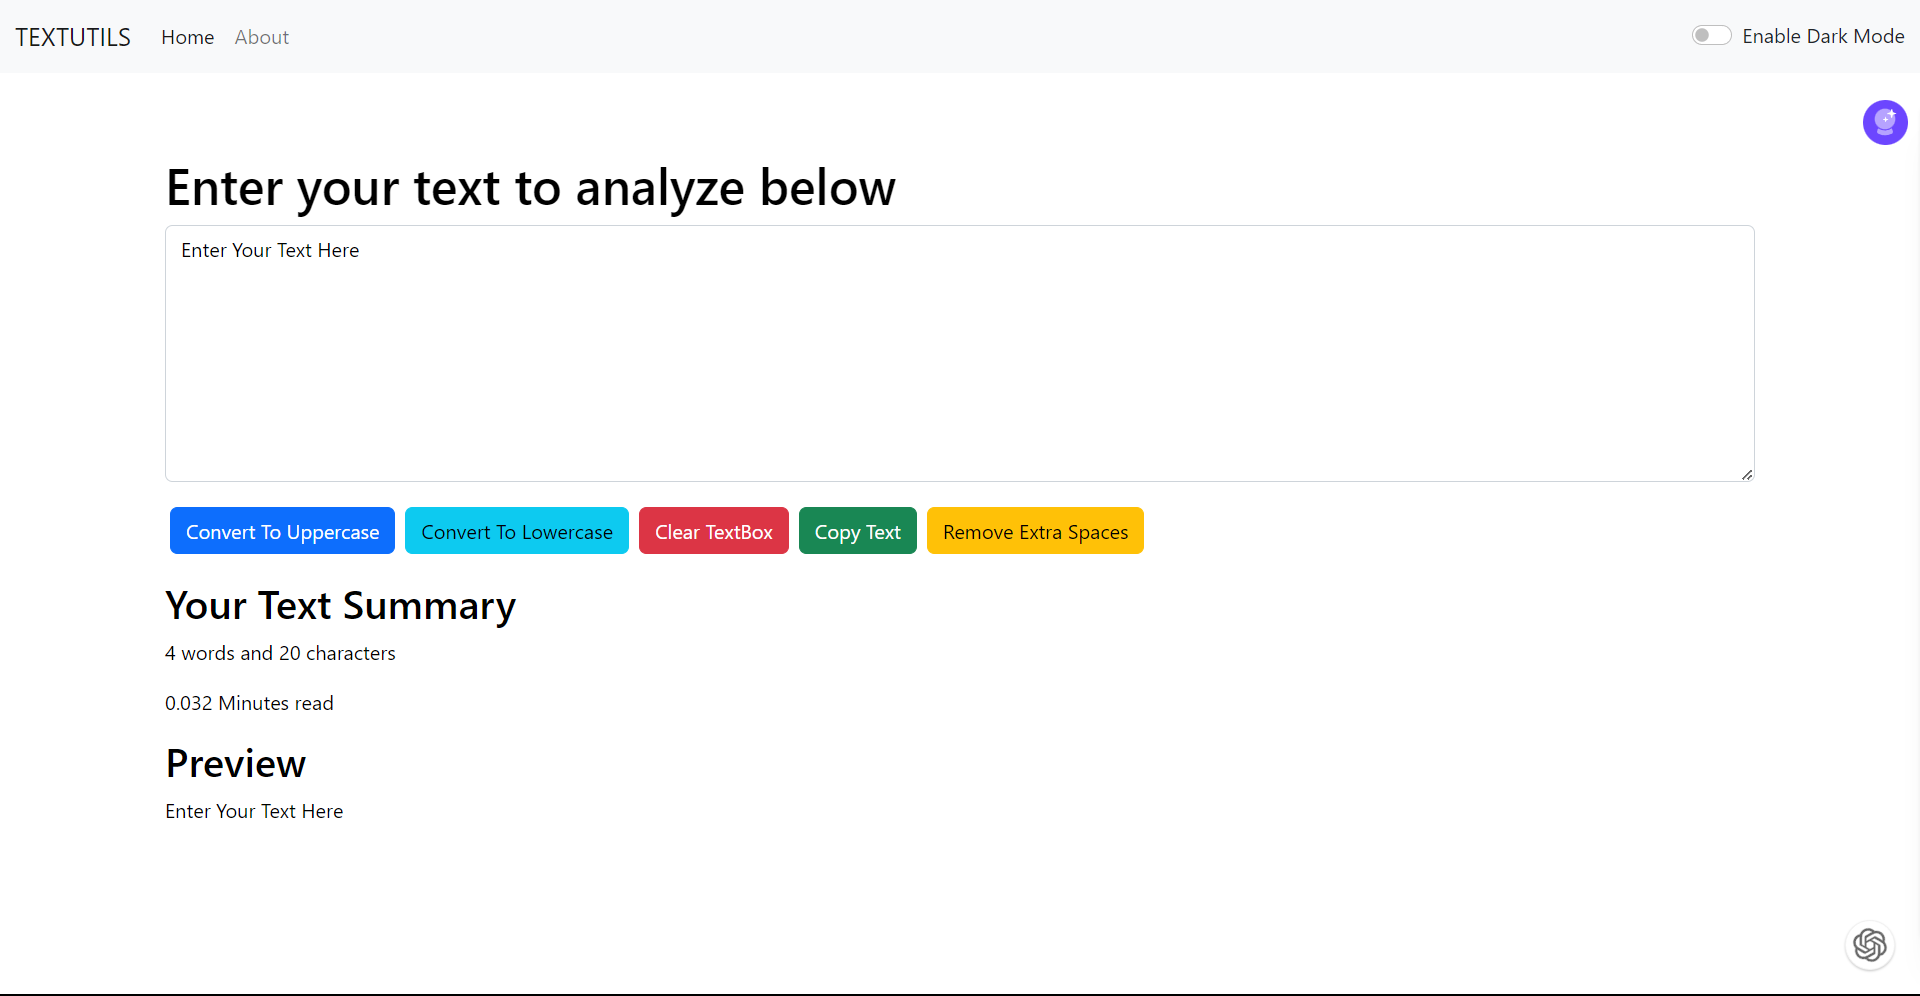 TEXTUTILS Home About Enable Dark Mode
Enter your text to analyze below
Enter Your Text Here
Convert To Uppercase Convert To Lowercase Clear TextBox Copy Text Remove Extra Spaces
Your Text Summary
4 words and 20 characters
0.032 Minutes read
Preview
Enter Your Text Here